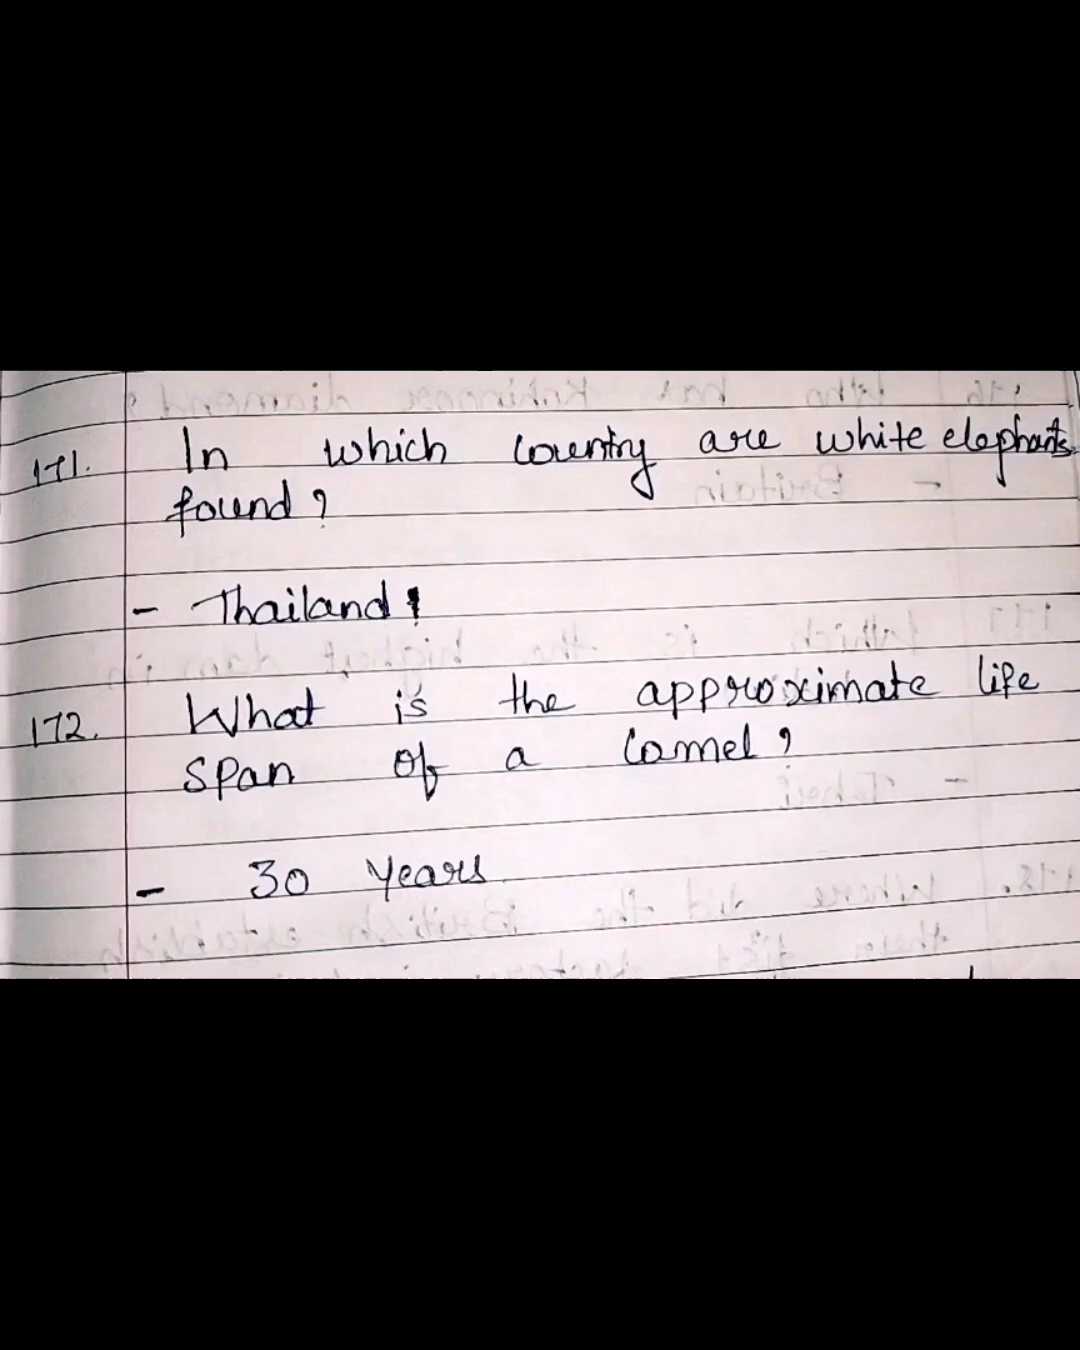 171. In which country are white elephants
found ?
- Thailand !
172. What is the approximate life
span of a camel ?
- 30 years